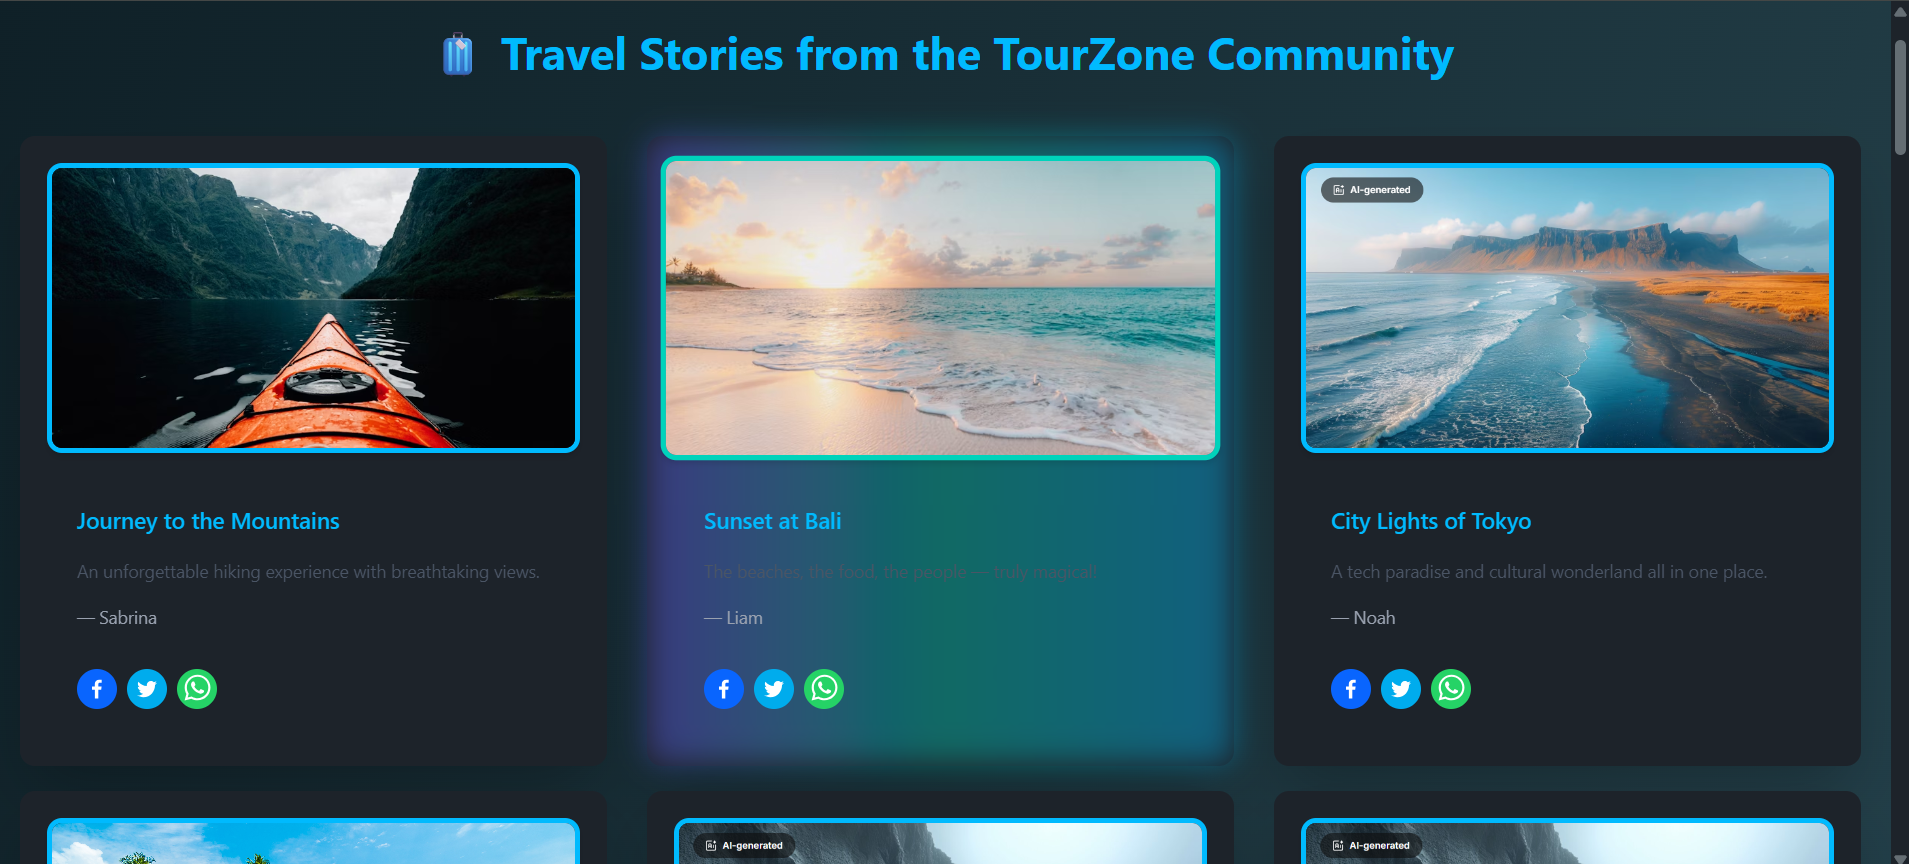 Travel Stories from the TourZone Community
AI-generated
Journey to the Mountains
An unforgettable hiking experience with breathtaking views.
— Sabrina
Sunset at Bali
The beaches, the food, the people — truly magical!
— Liam
City Lights of Tokyo
A tech paradise and cultural wonderland all in one place.
— Noah
AI-generated
AI-generated